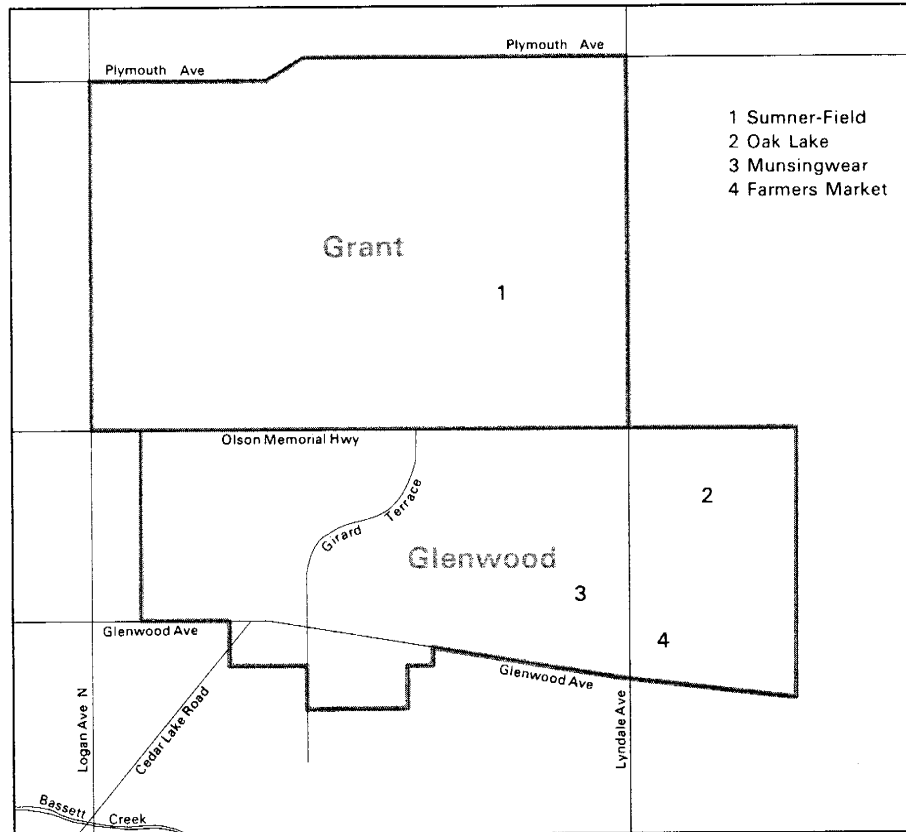 Plymouth Ave
Plymouth Ave
1 Sumner-Field
2 Oak Lake
3 Munsingwear
4 Farmers Market
Grant
1
Olson Memorial Hwy
2
Girard Terrace
Glenwood
3
Glenwood Ave
4
Glenwood Ave
Logan Ave N
Cedar Lake Road
Lyndale Ave
Bassett Creek